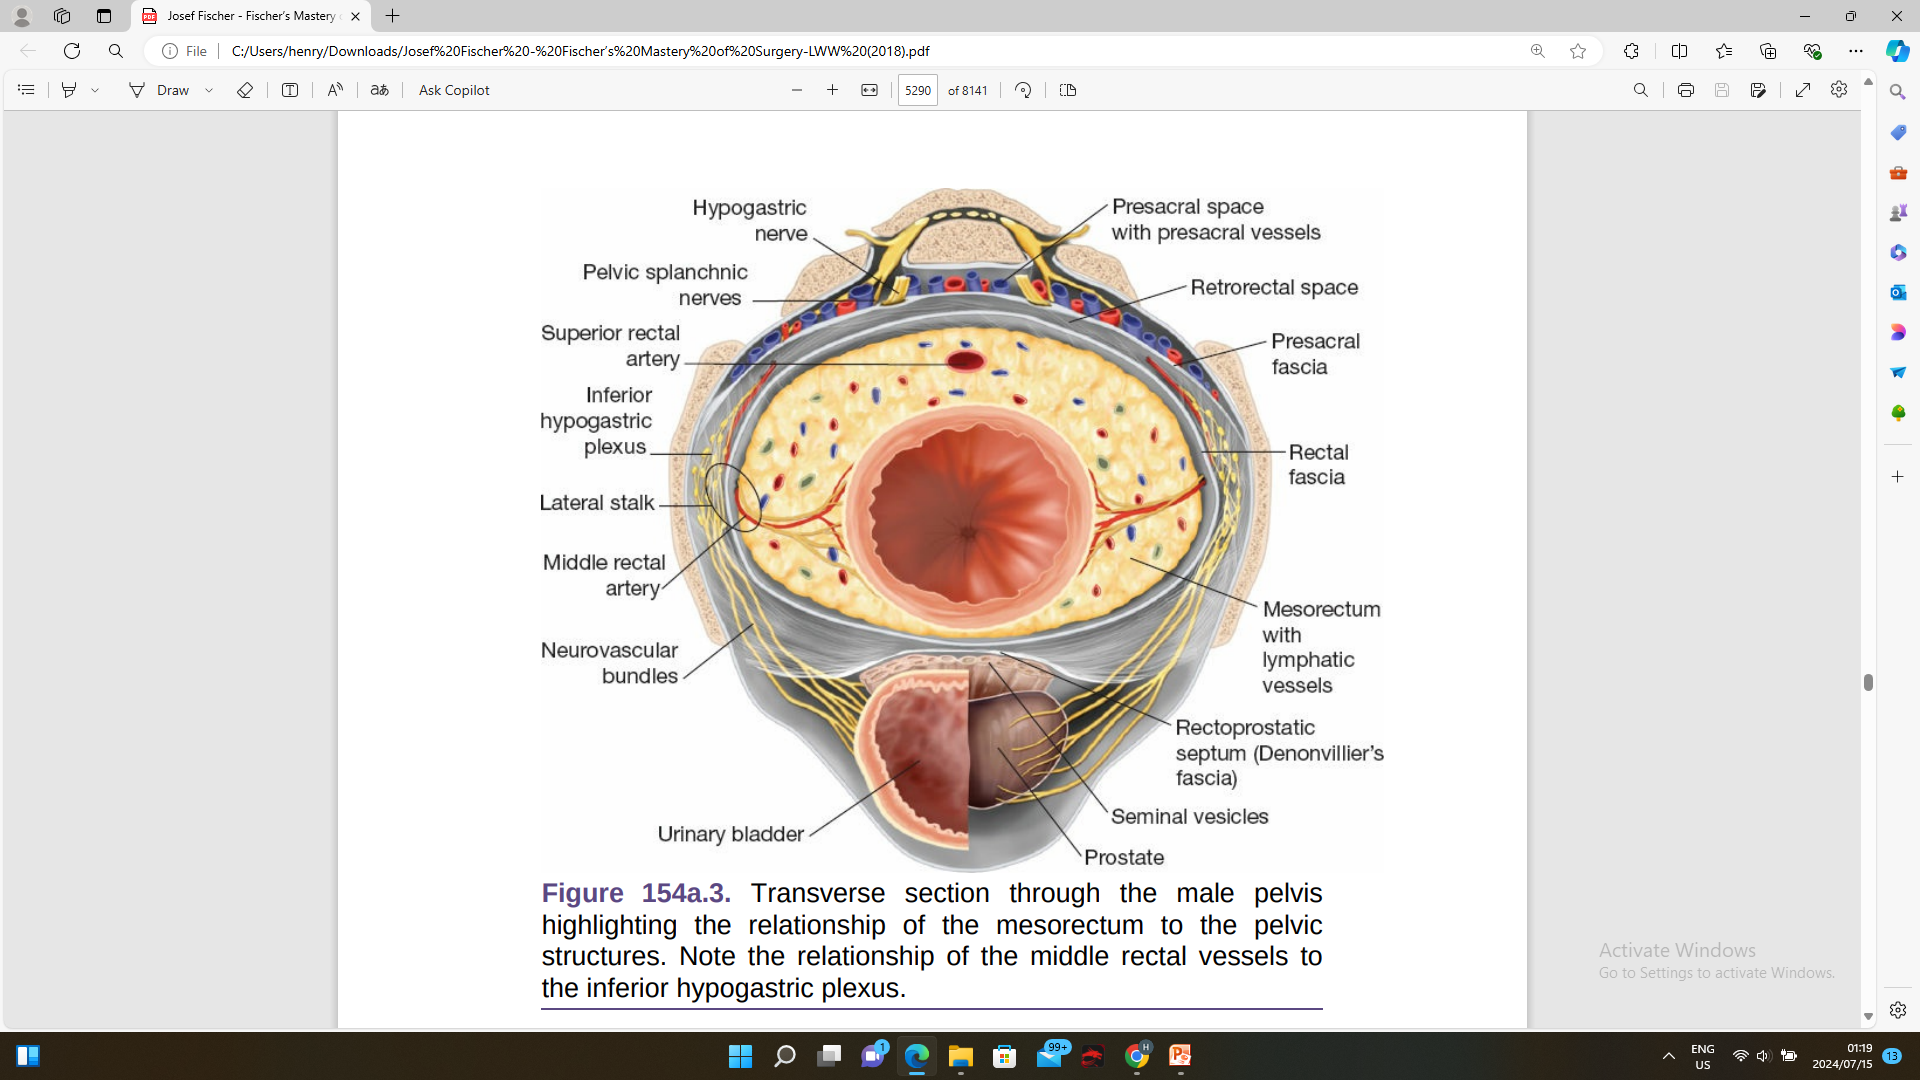 Josef Fischer - Fischer's Mastery
File
C:/Users/henry/Downloads/Josef%20Fischer%20-%20Fischer's%20Mastery%20of%20Surgery-LWW%20(2018).pdf
Draw
aあ
Ask Copilot
5290 of 8141
Hypogastric
nerve
Presacral space
with presacral vessels
Pelvic splanchnic
nerves
Retrorectal space
Superior rectal
artery
Presacral
fascia
Inferior
hypogastric
plexus
Rectal
fascia
Lateral stalk
Middle rectal
artery
Mesorectum
with
lymphatic
vessels
Neurovascular
bundles
Rectoprostatic
septum (Denonvillier's
fascia)
Seminal vesicles
Urinary bladder
Prostate
Figure 154a.3. Transverse section through the male pelvis
highlighting the relationship of the mesorectum to the pelvic
structures. Note the relationship of the middle rectal vessels to
the inferior hypogastric plexus.
Activate Windows
Go to Settings to activate Windows.
1
99+
H
ENG
US
01:19
2024/07/15
13